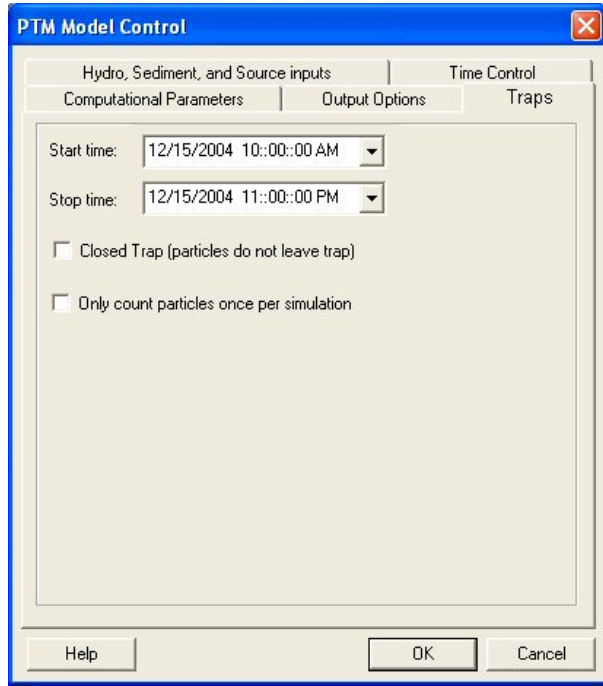 PTM Model Control
Hydro, Sediment, and Source inputs Time Control
Computational Parameters Output Options Traps
Start time: 12/15/2004 10::00::00 AM
Stop time: 12/15/2004 11::00::00 PM
Closed Trap (particles do not leave trap)
Only count particles once per simulation
Help OK Cancel